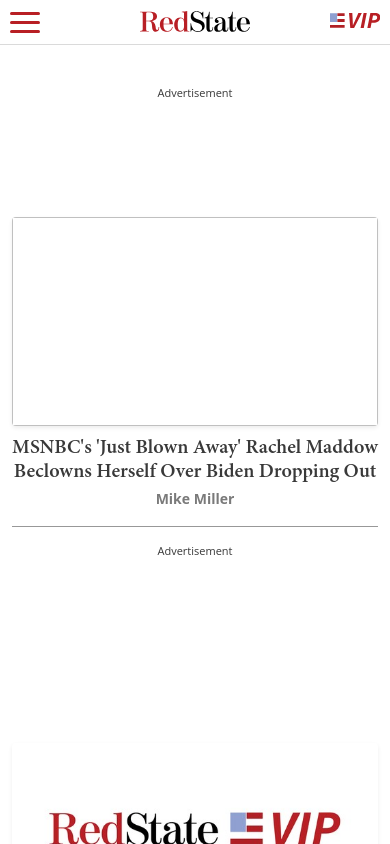 RedState
VIP
Advertisement
MSNBC's 'Just Blown Away' Rachel Maddow
Beclowns Herself Over Biden Dropping Out
Mike Miller
Advertisement
RedState VIP